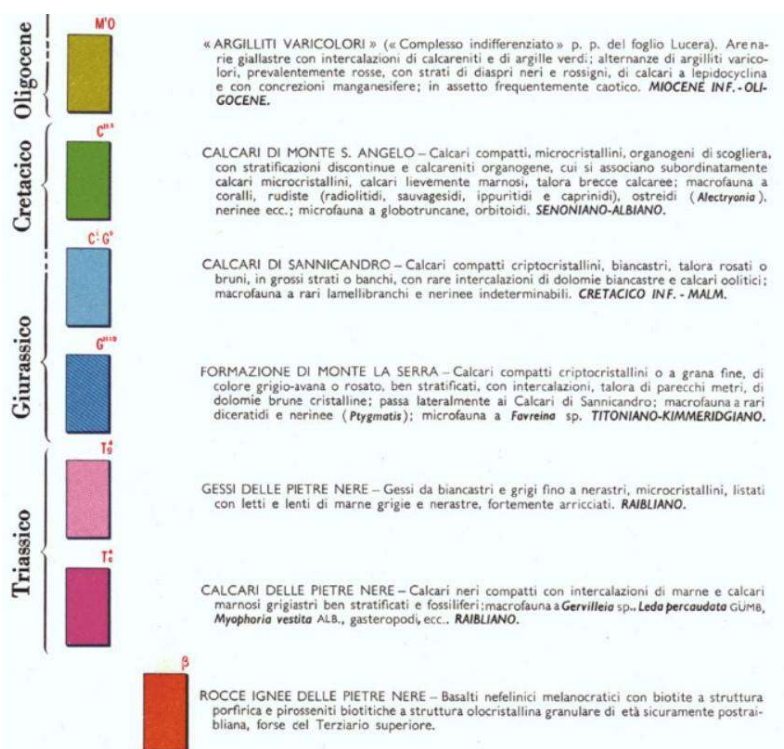 Oligocene
M¹O
« ARGILLITI VARICOLORI » (« Complesso indifferenziato » p. p. del foglio Lucera). Arena-
rie giallastre con intercalazioni di calcareniti e di argille verdi; alternanze di argilliti varico-
lori, prevalentemente rosse, con strati di diaspri neri e rossigni, di calcari a lepidocyclina
e con concrezioni manganesifere; in assetto frequentemente caotico. MIOCENE INF. - OLI-
GOCENE.
Cretacico
CALCARI DI MONTE S. ANGELO – Calcari compatti, microcristallini, organogeni di scogliera,
con stratificazioni discontinue e calcareniti organogene, cui si associano subordinatamente
calcari microcristallini, calcari lievemente marnosi, talora brecce calcaree; macrofauna a
coralli, rudiste (radiolitidi, sauvagesidi, ippuritidi e caprinidi), ostreidi (Alectryonia),
nerinee ecc.; microfauna a globotruncane, orbitoidi. SENONIANO-ALBIANO.
Giurassico
CALCARI DI SANNICANDRO – Calcari compatti criptocristallini, biancastri, talora rosati o
bruni, in grossi strati o banchi, con rare intercalazioni di dolomie biancastre e calcari oolitici;
macrofauna a rari lamellibranchi e nerinee indeterminabili. CRETACICO INF. - MALM.
FORMAZIONE DI MONTE LA SERRA – Calcari compatti criptocristallini o a grana fine, di
colore grigio-avana o rosato, ben stratificati, con intercalazioni, talora di parecchi metri, di
dolomie brune cristalline; passa lateralmente ai Calcari di Sannicandro; macrofauna a rari
diceratidi e nerinee (Ptygmatis); microfauna a Favreina sp. TITONIANO-KIMMERIDGIANO.
Triassico
GESSI DELLE PIETRE NERE – Gessi da biancastri e grigi fino a nerastri, microcristallini, listati
con letti e lenti di marne grigie e nerastre, fortemente arricciati. RAIBLIANO.
CALCARI DELLE PIETRE NERE – Calcari neri compatti con intercalazioni di marne e calcari
marnosi grigiastri ben stratificati e fossiliferi; macrofauna a Gervilleia sp., Leda percaudata GÜMB,
Myophoria vestita ALB., gasteropodi, ecc.. RAIBLIANO.
β
ROCCE IGNEE DELLE PIETRE NERE – Basalti nefelinici melanocratici con biotite a struttura
porfirica e pirosseniti biotitiche a struttura olocristallina granulare di età sicuramente postrai-
bliana, forse del Terziario superiore.